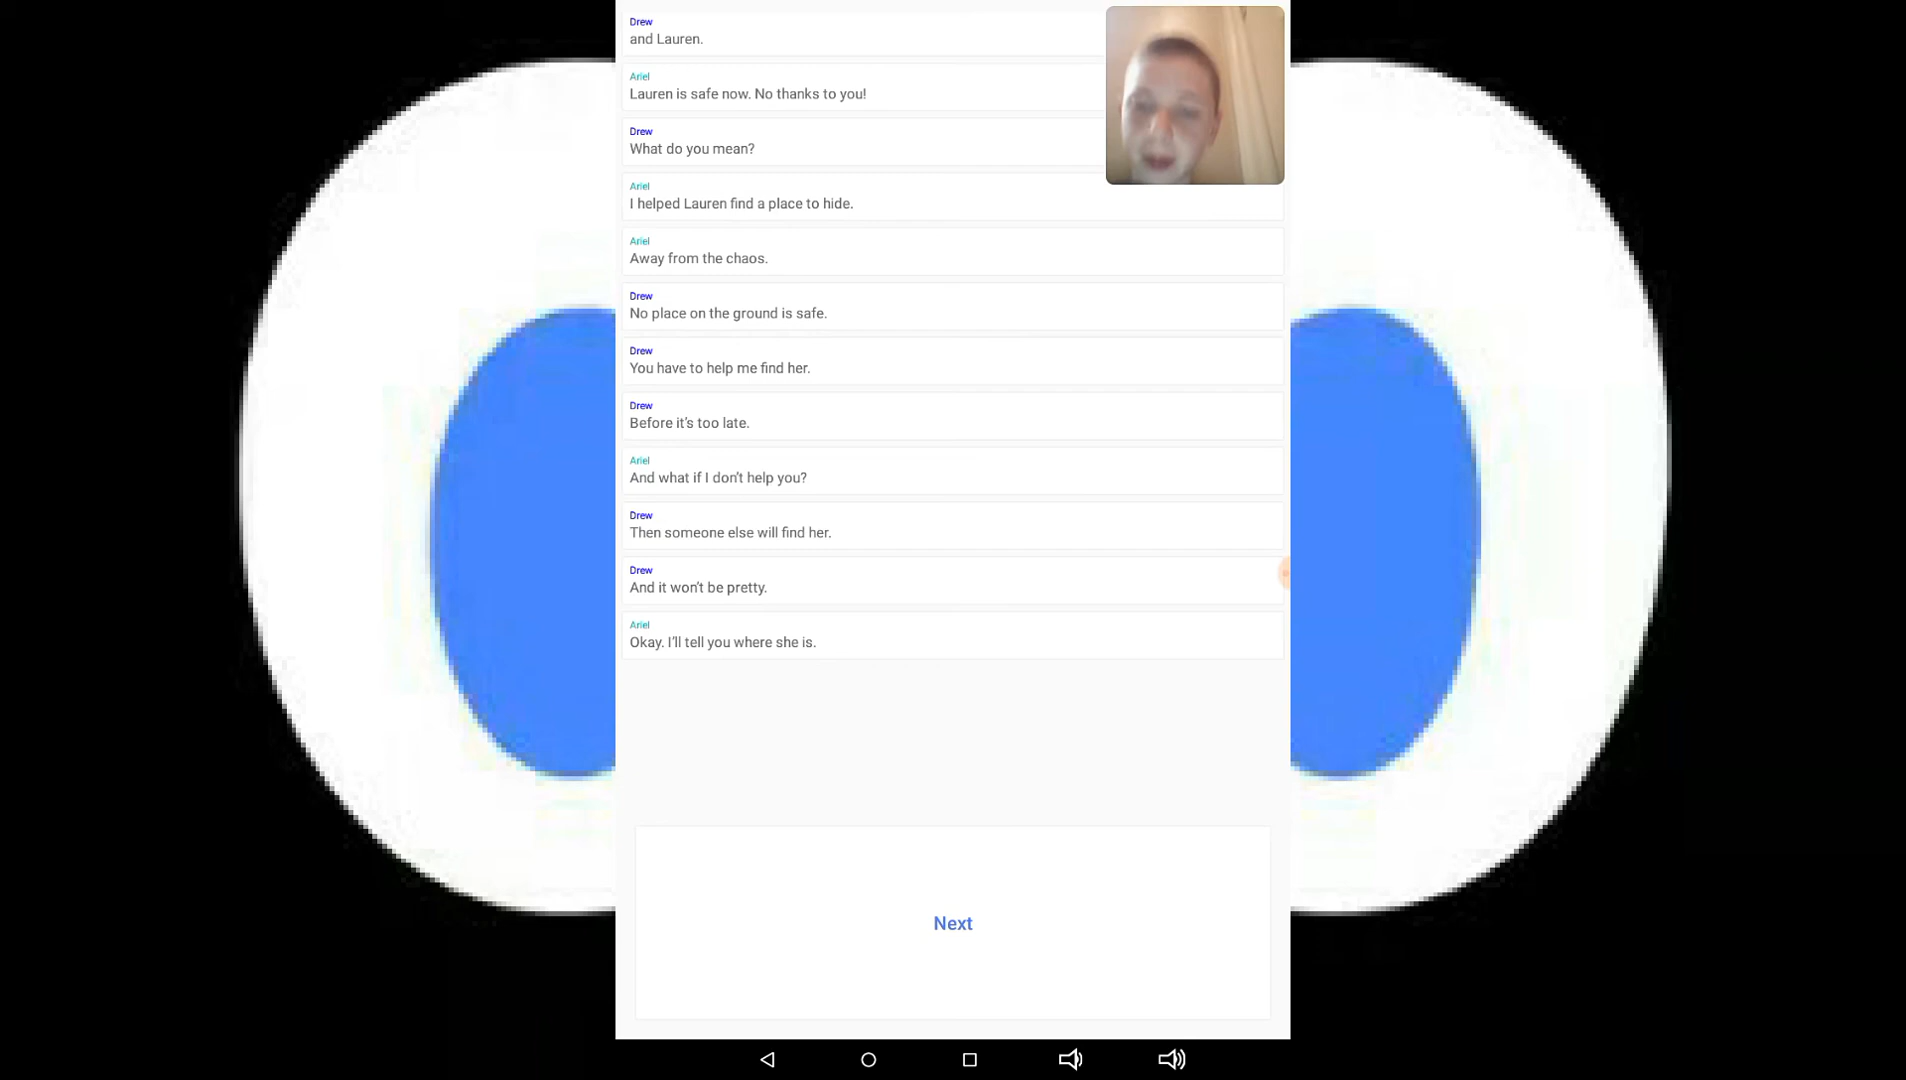 Drew
and Lauren.
Ariel
Lauren is safe now. No thanks to you!
Drew
What do you mean?
Ariel
I helped Lauren find a place to hide.
Ariel
Away from the chaos.
Drew
No place on the ground is safe.
Drew
You have to help me find her.
Drew
Before it's too late.
Ariel
And what if I don't help you?
Drew
Then someone else will find her.
Drew
And it won't be pretty.
Ariel
Okay. I'll tell you where she is.
Next